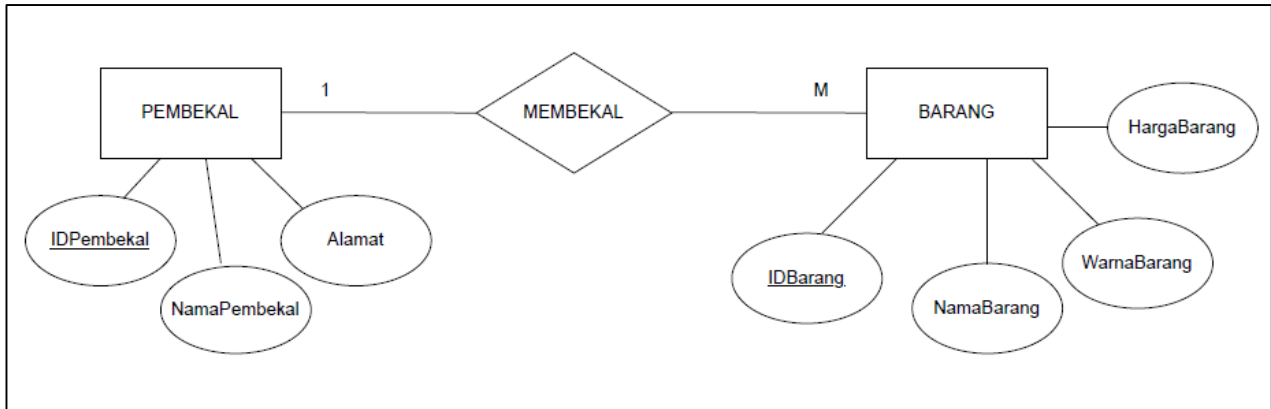 PEMBEKAL
1
MEMBEKAL
M
BARANG
HargaBarang
IDPembekal
NamaPembekal
Alamat
IDBarang
NamaBarang
WarnaBarang